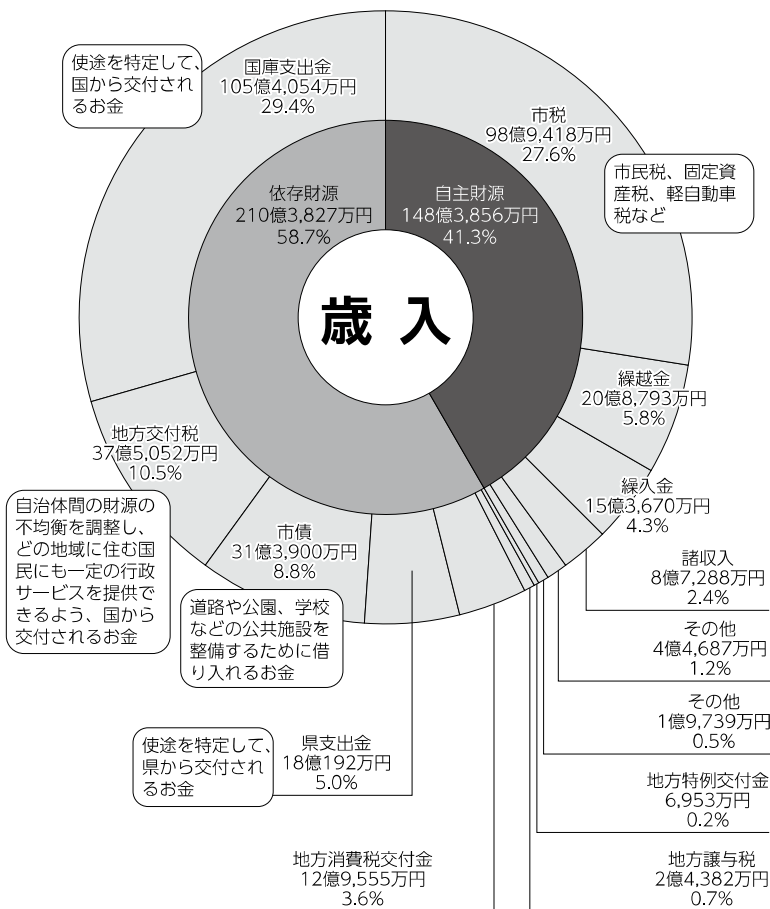 使途を特定して、
国から交付され
るお金
国庫支出金
105億4,054万円
29.4%
市税
98億9,418万円
27.6%
市民税、固定資
産税、軽自動車
税など
依存財源
210億3,827万円
58.7%
自主財源
148億3,856万円
41.3%
歳入
繰越金
20億8,793万円
5.8%
繰入金
15億3,670万円
4.3%
諸収入
8億7,288万円
2.4%
その他
4億4,687万円
1.2%
その他
1億9,739万円
0.5%
地方特例交付金
6,953万円
0.2%
地方譲与税
2億4,382万円
0.7%
地方消費税交付金
12億9,555万円
3.6%
県支出金
18億192万円
5.0%
使途を特定して、
県から交付され
るお金
市債
31億3,900万円
8.8%
道路や公園、学校
などの公共施設を
整備するために借
り入れるお金
地方交付税
37億5,052万円
10.5%
自治体間の財源の
不均衡を調整し、
どの地域に住む国
民にも一定の行政
サービスを提供で
きるよう、国から
交付されるお金